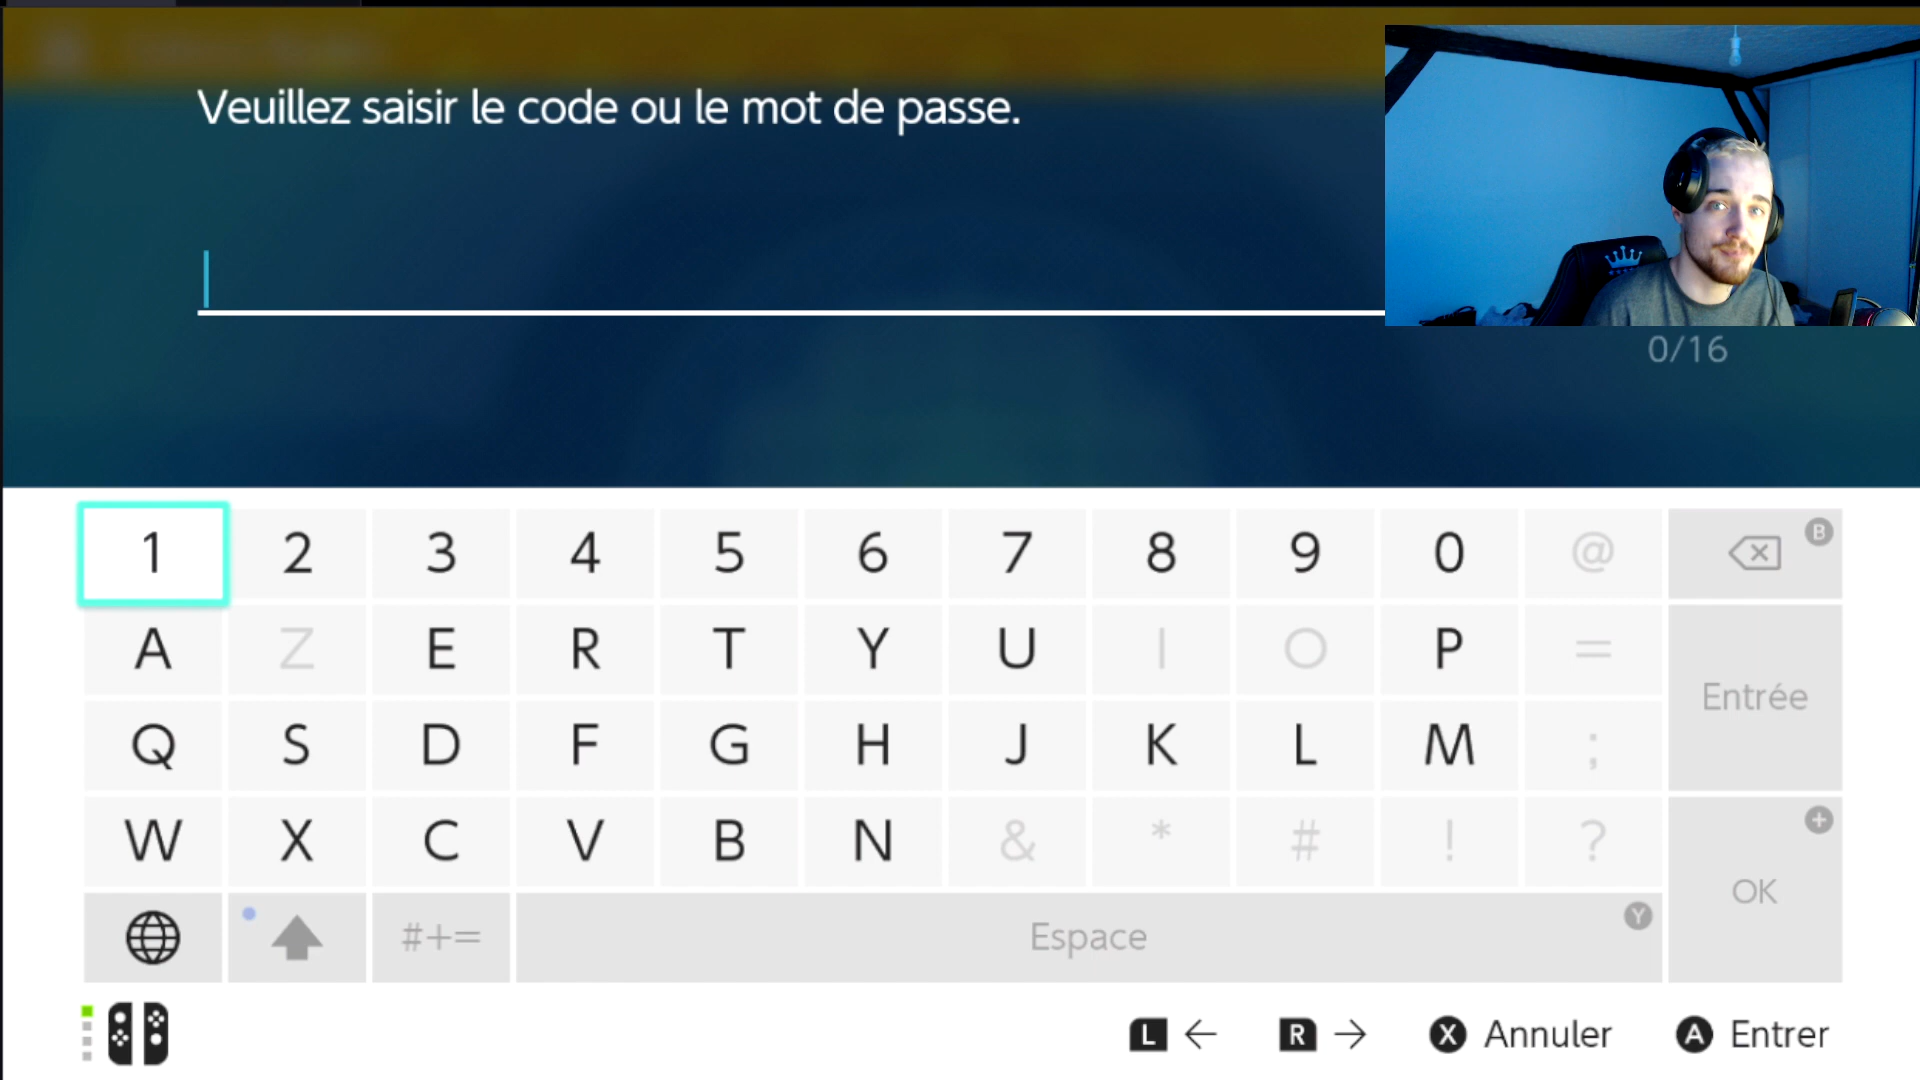 Veuillez saisir le code ou le mot de passe.
0/16
1 2 3 4 5 6 7 8 9 0 @ B
A Z E R T Y U I O P =
Entrée
Q S D F G H J K L M ;
W X C V B N & * # ! ? +
OK
#+= Espace Y
L ← R → X Annuler A Entrer